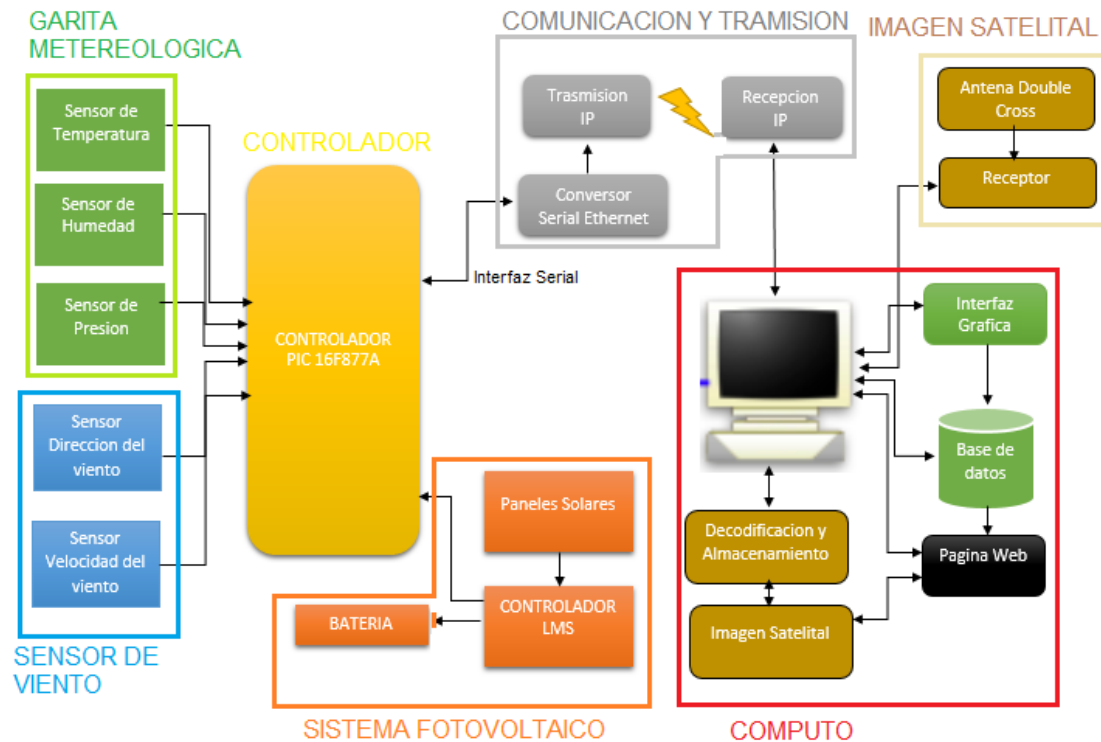 GARITA
METEREOLOGICA
Sensor de
Temperatura
Sensor de
Humedad
Sensor de
Presion
Sensor
Direccion del
viento
Sensor
Velocidad del
viento
SENSOR DE
VIENTO
CONTROLADOR
CONTROLADOR
PIC 16F877A
COMUNICACION Y TRAMISION
Trasmision
IP
Recepcion
IP
Conversor
Serial Ethernet
Interfaz Serial
IMAGEN SATELITAL
Antena Double
Cross
Receptor
Interfaz
Grafica
Base de
datos
Pagina Web
Decodificacion y
Almacenamiento
Imagen Satelital
COMPUTO
Paneles Solares
CONTROLADOR
LMS
BATERIA
SISTEMA FOTOVOLTAICO